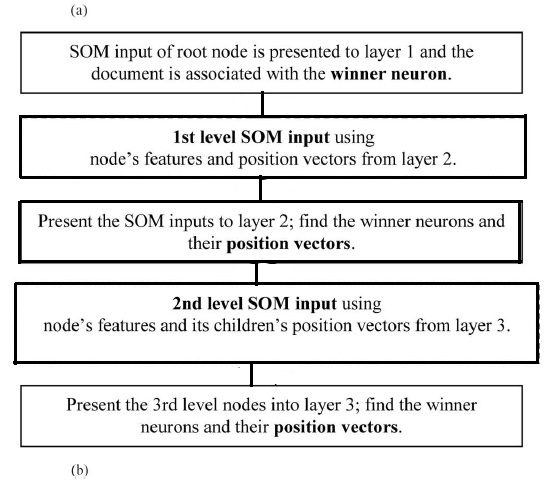 (a)
SOM input of root node is presented to layer 1 and the
document is associated with the winner neuron.
1st level SOM input using
node's features and position vectors from layer 2.
Present the SOM inputs to layer 2; find the winner neurons and
their position vectors.
2nd level SOM input using
node's features and its children's position vectors from layer 3.
Present the 3rd level nodes into layer 3; find the winner
neurons and their position vectors.
(b)